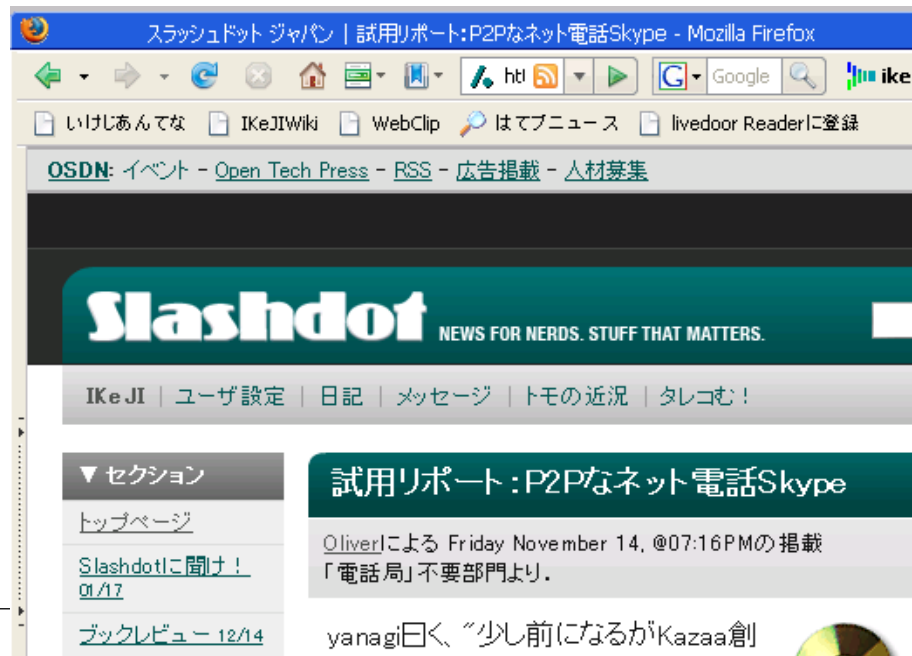 スラッシュドット ジャパン | 試用リポート:P2Pなネット電話Skype - Mozilla Firefox
htt G Google ike
いけじあんてな IKeJIWiki WebClip はてブニュース livedoor Readerに登録
OSDN: イベント - Open Tech Press - RSS - 広告掲載 - 人材募集
Slashdot NEWS FOR NERDS. STUFF THAT MATTERS.
IKeJI | ユーザ設定 | 日記 | メッセージ | トモの近況 | タレコむ!
▼ セクション
試用リポート:P2Pなネット電話Skype
トップページ
Oliverによる Friday November 14, @07:16PMの掲載
Slashdotに聞け!
「電話局」不要部門より.
01/17
ブックレビュー 12/14
yanagi曰く、"少し前になるがKazaa創